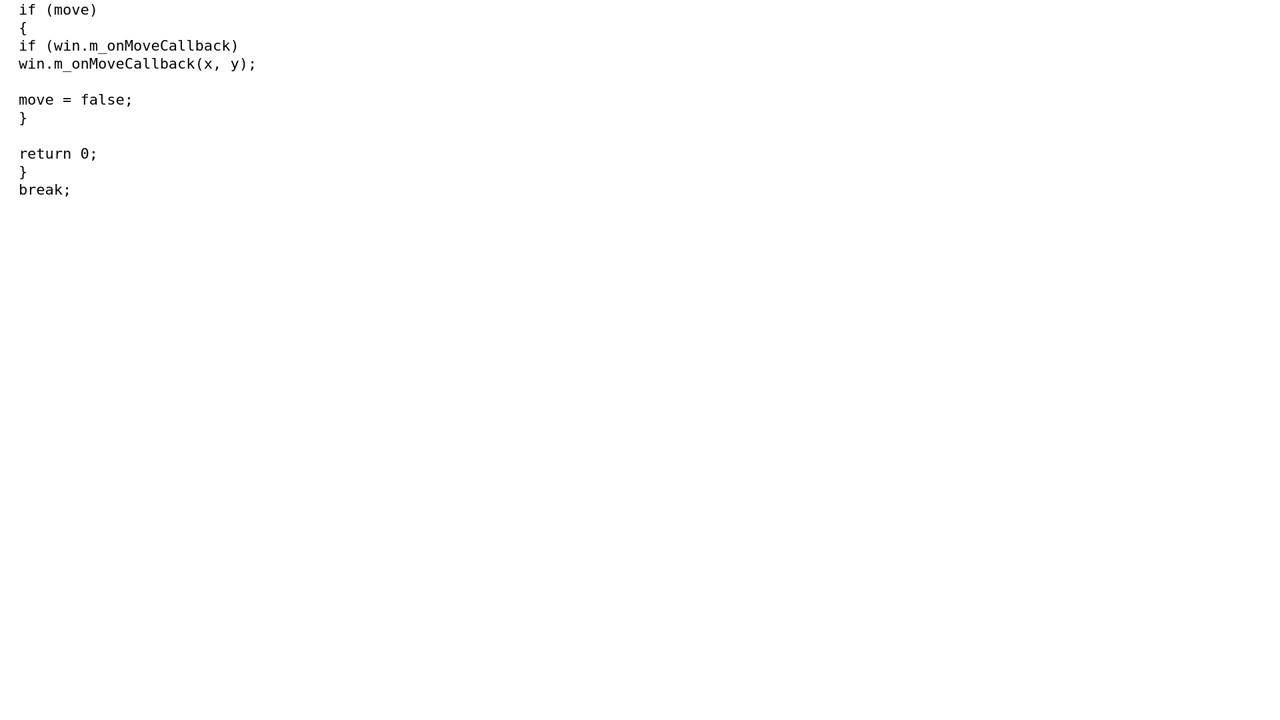 if (move)
{
if (win.m_onMoveCallback)
win.m_onMoveCallback(x, y);

move = false;
}

return 0;
}
break;